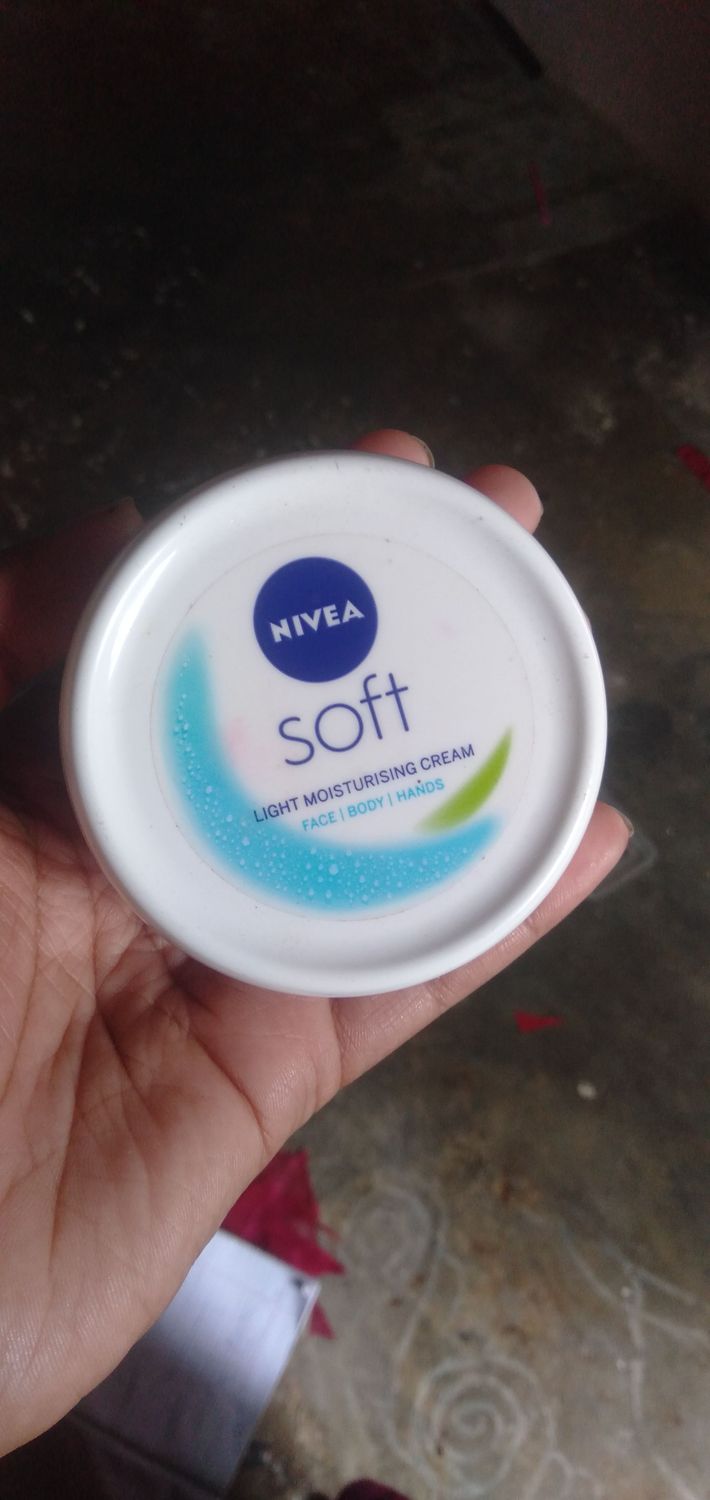 NIVEA
soft
LIGHT MOISTURISING CREAM
FACE | BODY | HANDS